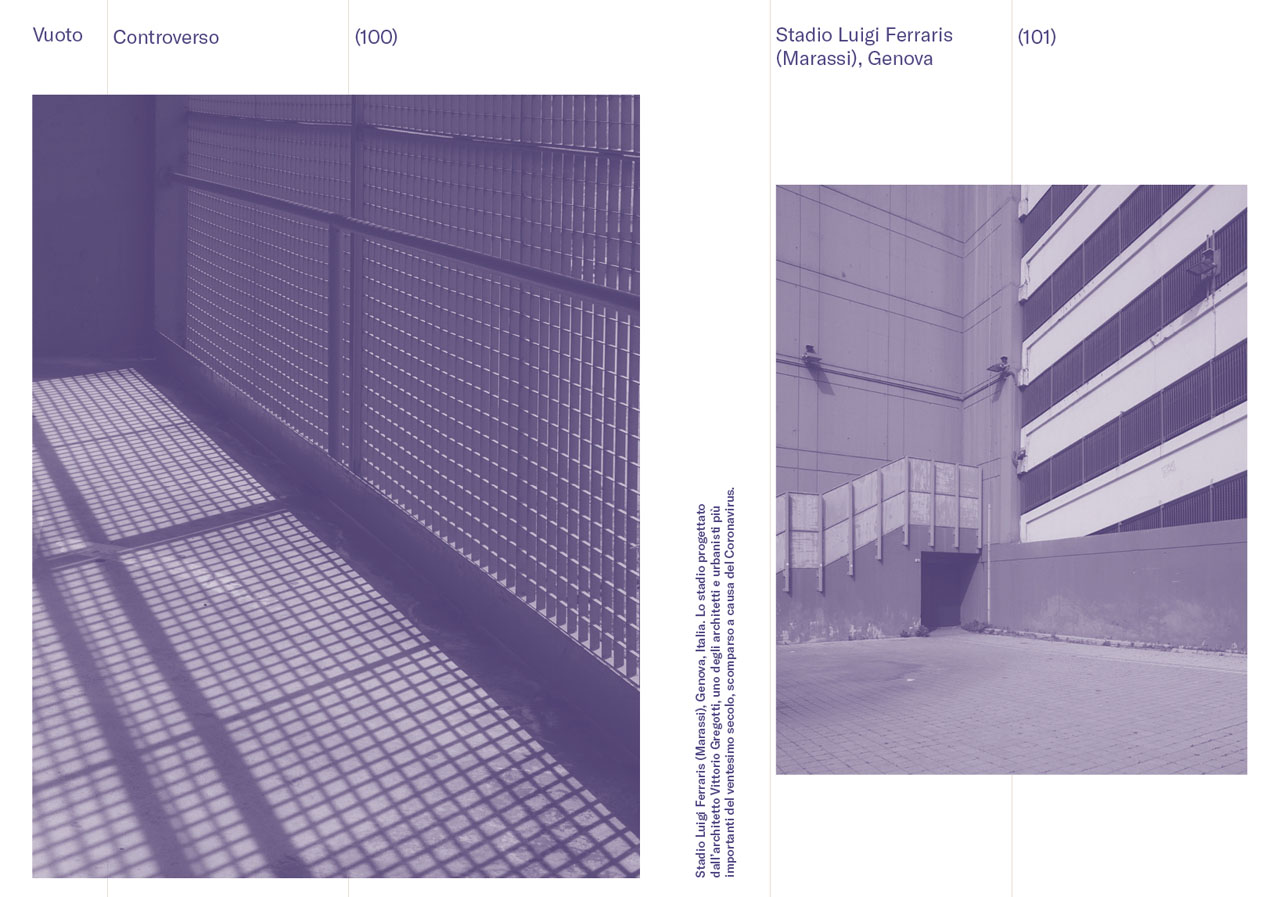 Vuoto
Controverso
(100)
Stadio Luigi Ferraris
(Marassi), Genova
(101)
Stadio Luigi Ferraris (Marassi), Genova, Italia. Lo stadio progettato
dall'architetto Vittorio Gregotti, uno degli architetti e urbanisti più
importanti del ventesimo secolo, scomparso a causa del Coronavirus.